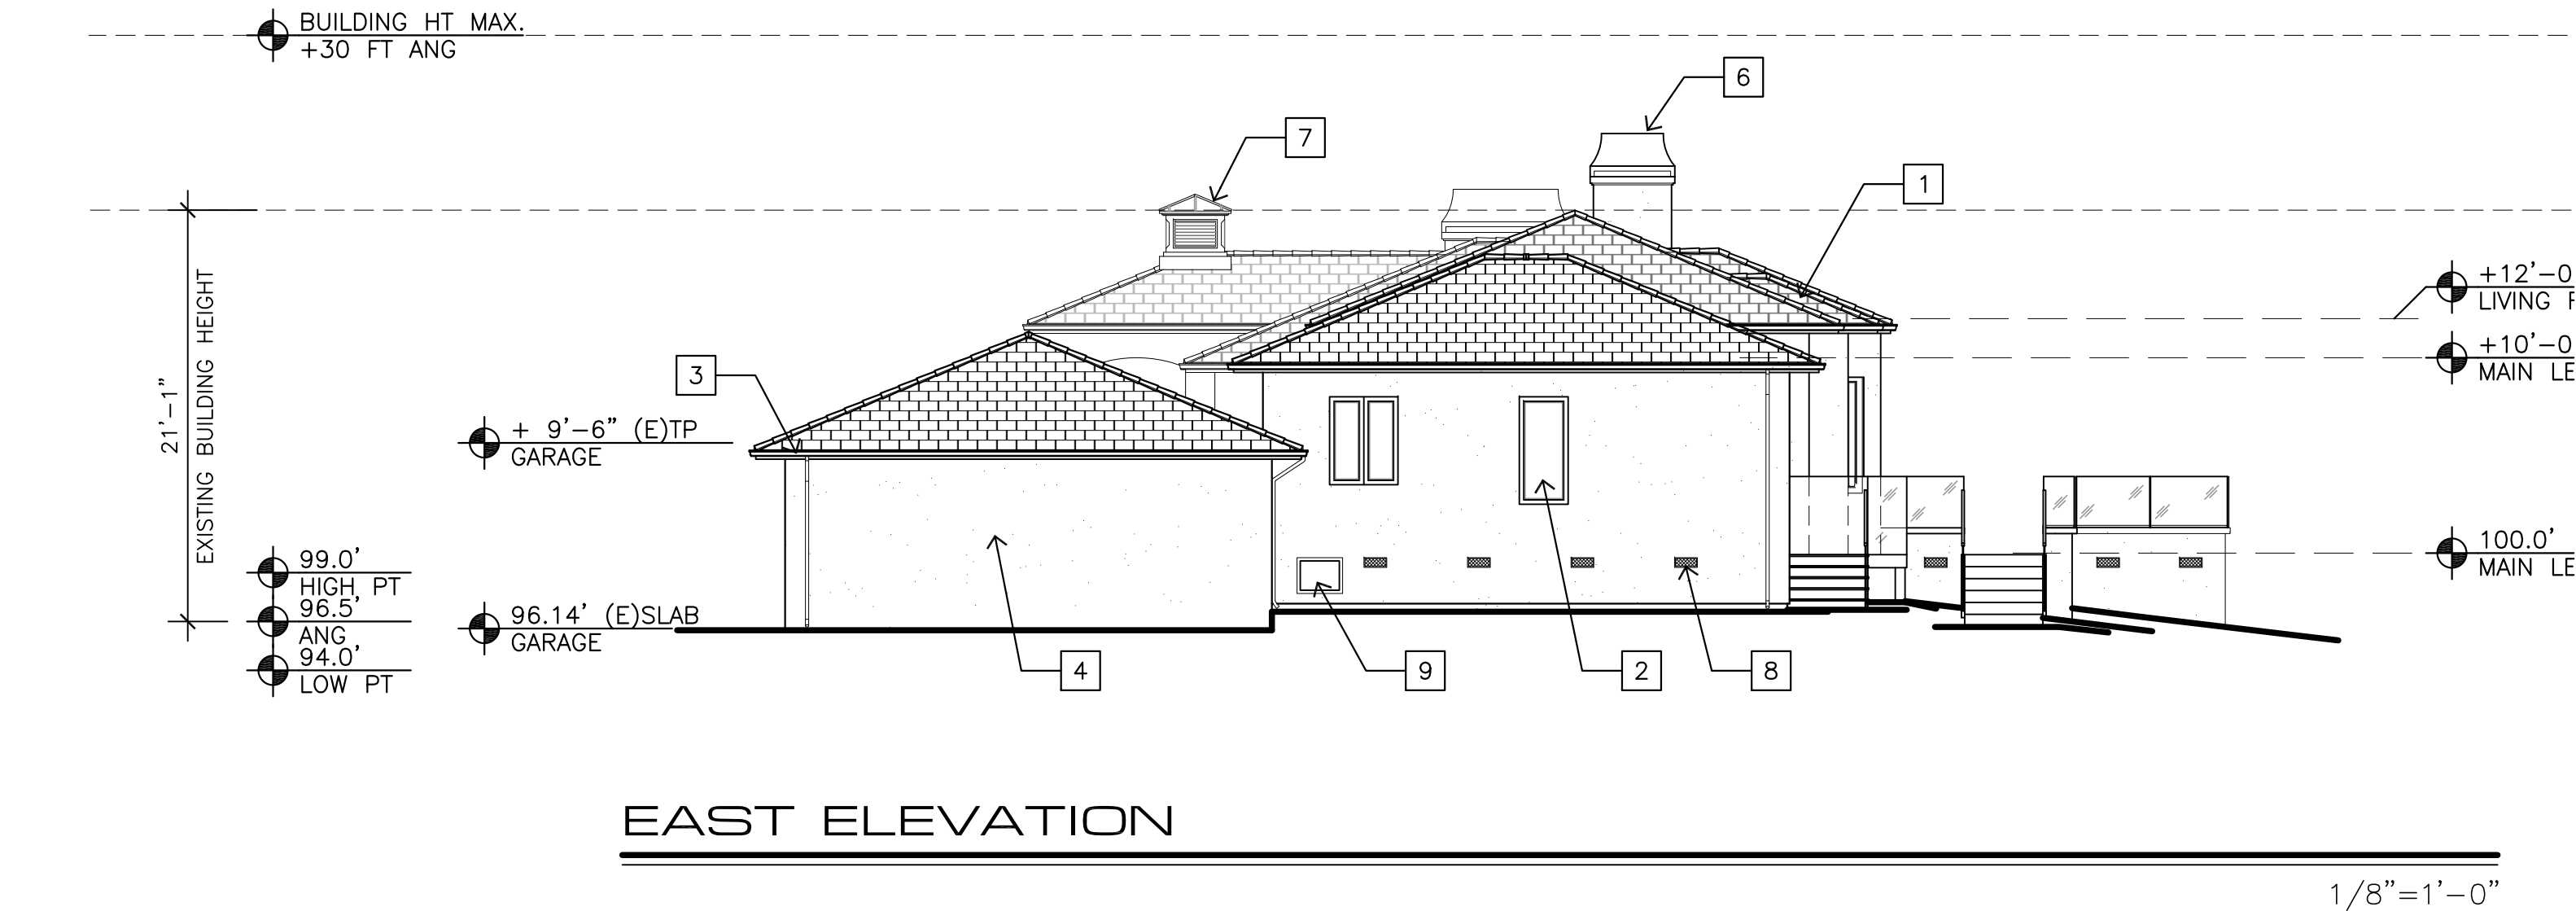 BUILDING HT MAX.
+30 FT ANG
6
7
1
+12'-0
LIVING
+10'-0
MAIN LE
3
21'-1"
EXISTING BUILDING HEIGHT
+ 9'-6" (E)TP
GARAGE
99.0'
HIGH PT
96.5'
ANG
94.0'
LOW PT
96.14' (E)SLAB
GARAGE
100.0'
MAIN LE
4
9
2
8
EAST ELEVATION
1/8"=1'-0"